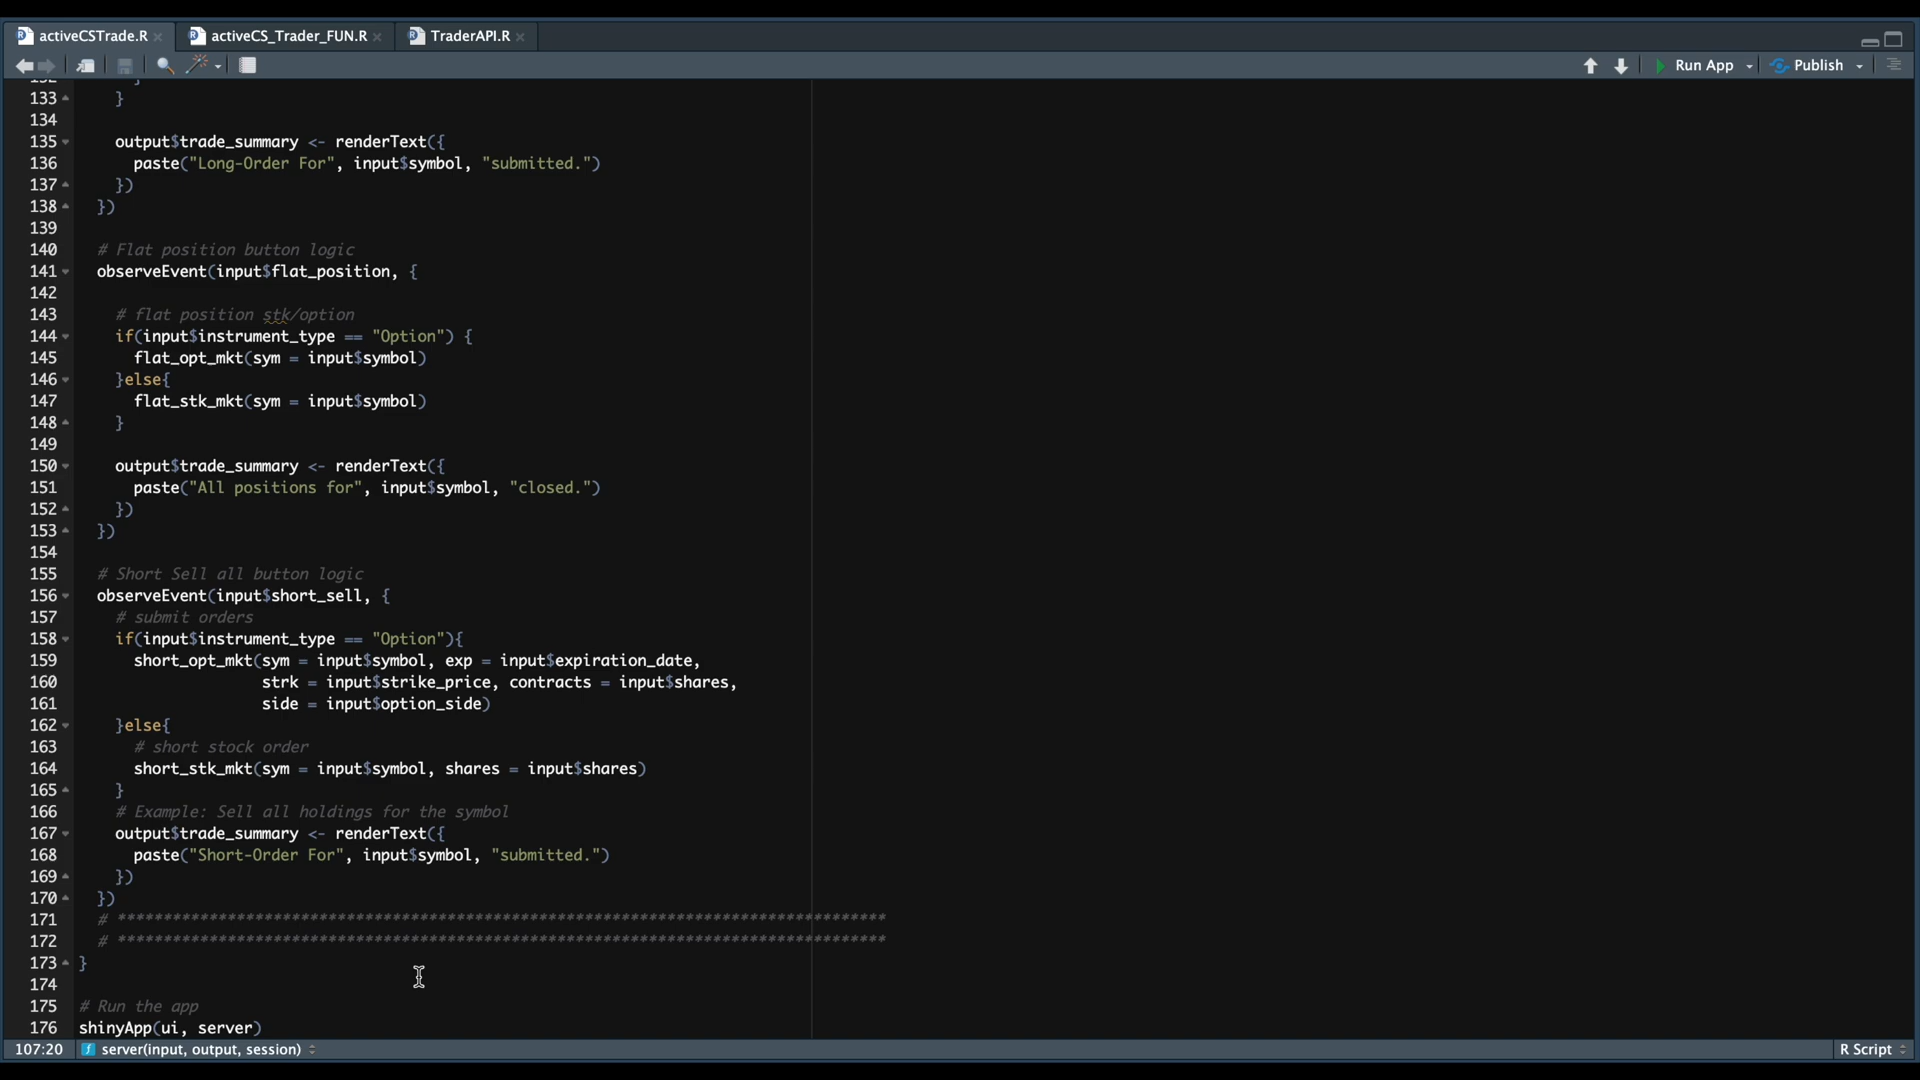 activeCSTrade.R
activeCS_Trader_FUN.R
TraderAPI.R
Run App
Publish
133 }
134
135 output$trade_summary <- renderText({
136 paste("Long-Order For", input$symbol, "submitted.")
137 })
138 })
139
140 # Flat position button logic
141 observeEvent(input$flat_position, {
142
143 # flat position stk/option
144 if(input$instrument_type == "Option") {
145 flat_opt_mkt(sym = input$symbol)
146 }else{
147 flat_stk_mkt(sym = input$symbol)
148 }
149
150 output$trade_summary <- renderText({
151 paste("All positions for", input$symbol, "closed.")
152 })
153 })
154
155 # Short Sell all button logic
156 observeEvent(input$short_sell, {
157 # submit orders
158 if(input$instrument_type == "Option"){
159 short_opt_mkt(sym = input$symbol, exp = input$expiration_date,
160 strk = input$strike_price, contracts = input$shares,
161 side = input$option_side)
162 }else{
163 # short stock order
164 short_stk_mkt(sym = input$symbol, shares = input$shares)
165 }
166 # Example: Sell all holdings for the symbol
167 output$trade_summary <- renderText({
168 paste("Short-Order For", input$symbol, "submitted.")
169 })
170 })
171 # ************************************************************************************
172 # ************************************************************************************
173 }
174
175 # Run the app
176 shinyApp(ui, server)
107:20 server(input, output, session) R Script